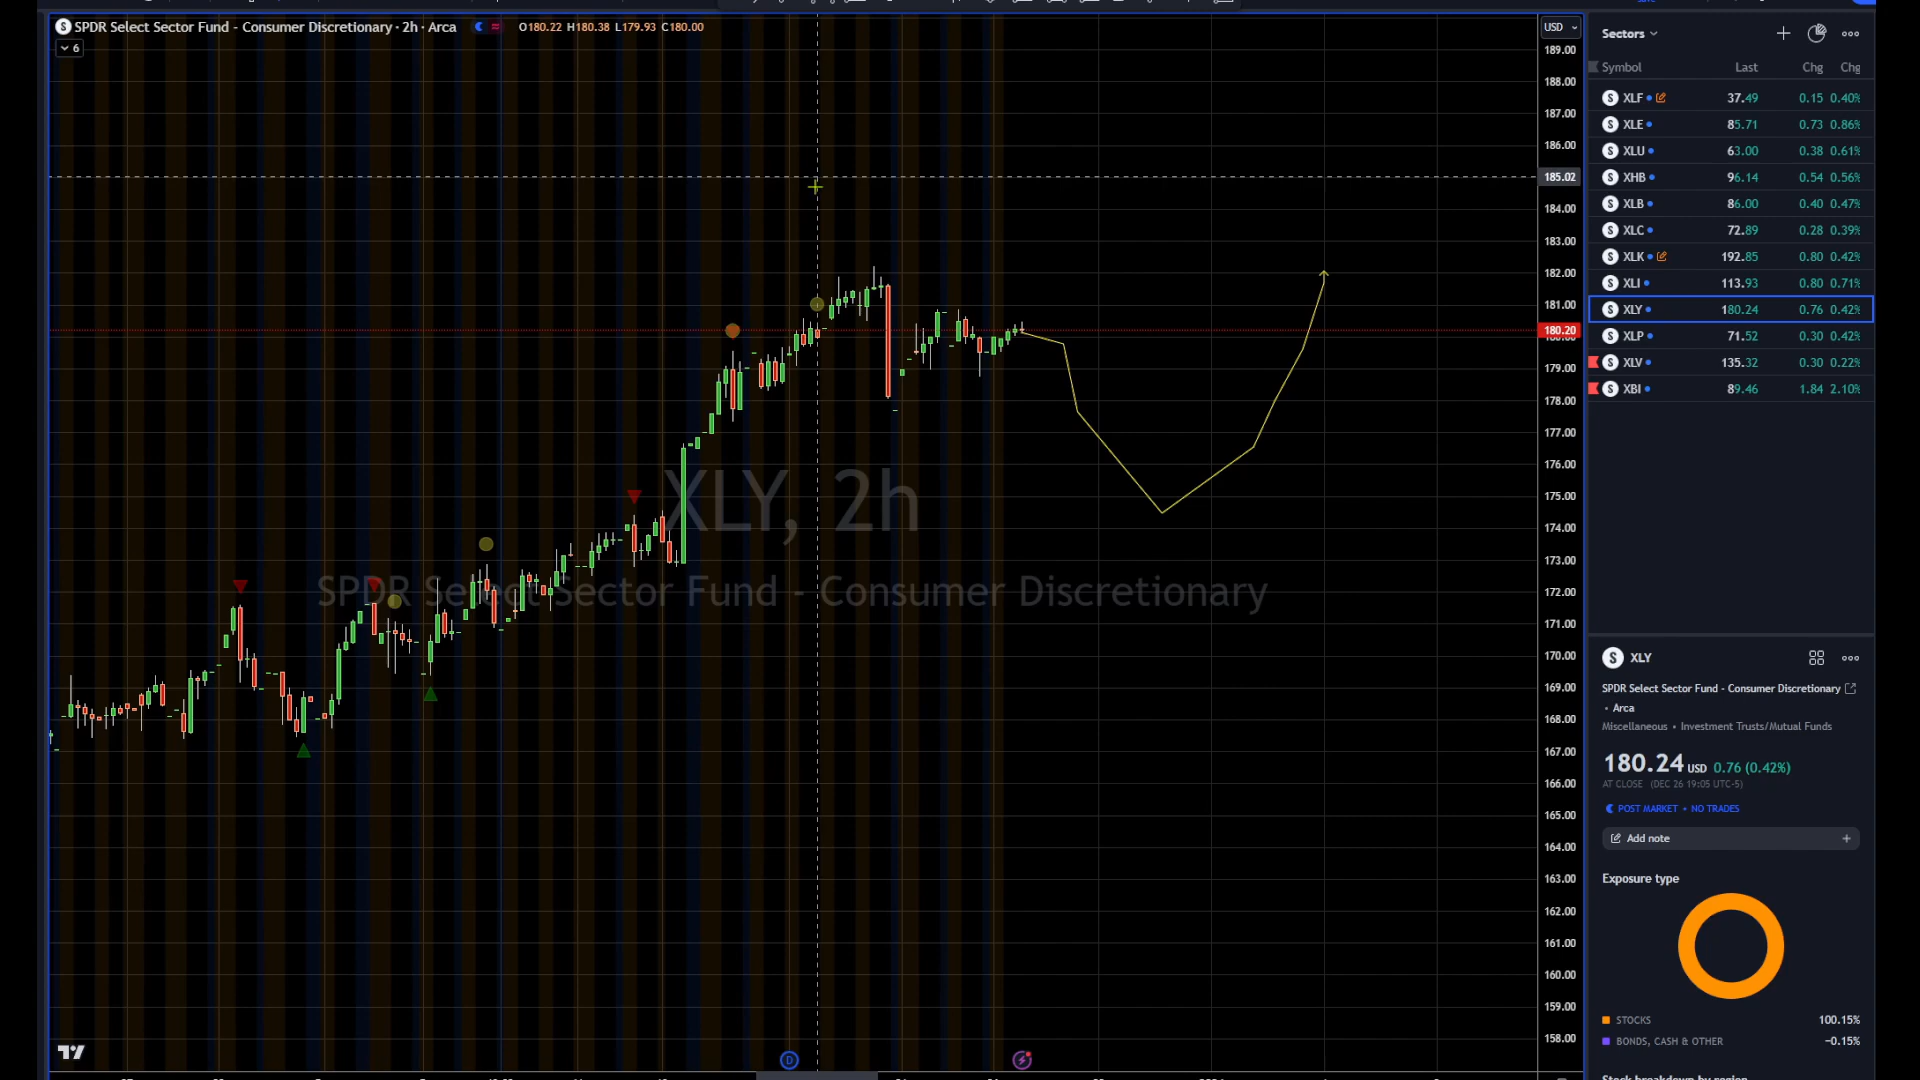 SPDR Select Sector Fund - Consumer Discretionary · 2h · Arca O180.22 H180.38 L179.93 C180.00
6
XLY, 2h
SPDR Select Sector Fund - Consumer Discretionary
USD
189.00
188.00
187.00
186.00
185.02
184.00
183.00
182.00
181.00
180.20
179.00
178.00
177.00
176.00
175.00
174.00
173.00
172.00
171.00
170.00
169.00
168.00
167.00
166.00
165.00
164.00
163.00
162.00
161.00
160.00
159.00
158.00
D
Sectors
Symbol Last Chg Chg
S XLF 37.49 0.15 0.40%
S XLE 85.71 0.73 0.86%
S XLU 63.00 0.38 0.61%
S XHB 96.14 0.54 0.56%
S XLB 86.00 0.40 0.47%
S XLC 72.89 0.28 0.39%
S XLK 192.85 0.80 0.42%
S XLI 113.93 0.80 0.71%
S XLY 180.24 0.76 0.42%
S XLP 71.52 0.30 0.42%
S XLV 135.32 0.30 0.22%
S XBI 89.46 1.84 2.10%
S XLY
SPDR Select Sector Fund - Consumer Discretionary
• Arca
Miscellaneous • Investment Trusts/Mutual Funds
180.24 USD 0.76 (0.42%)
AT CLOSE (DEC 26 19:05 UTC-5)
POST MARKET • NO TRADES
Add note
Exposure type
STOCKS 100.15%
BONDS, CASH & OTHER −0.15%